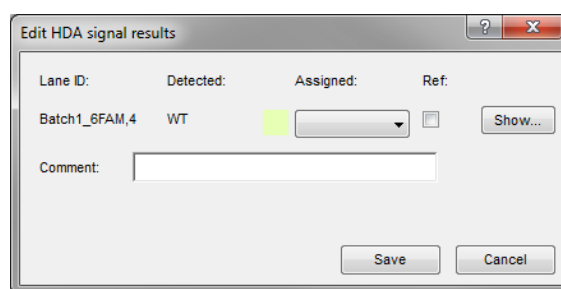 Edit HDA signal results
Lane ID: Detected: Assigned: Ref:
Batch1_6FAM,4 WT Show...
Comment:
Save Cancel